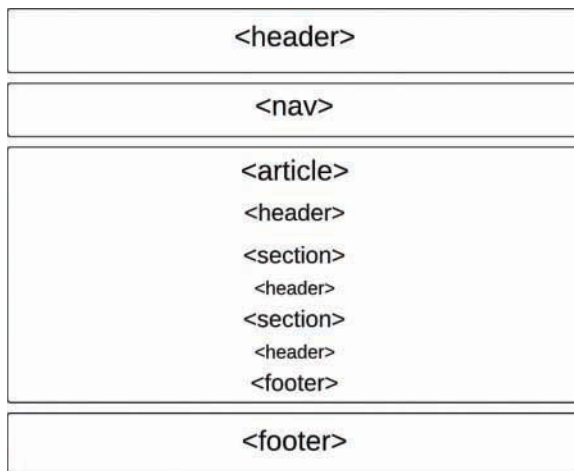 <header>
<nav>
<article>
<header>
<section>
<header>
<section>
<header>
<footer>
<footer>